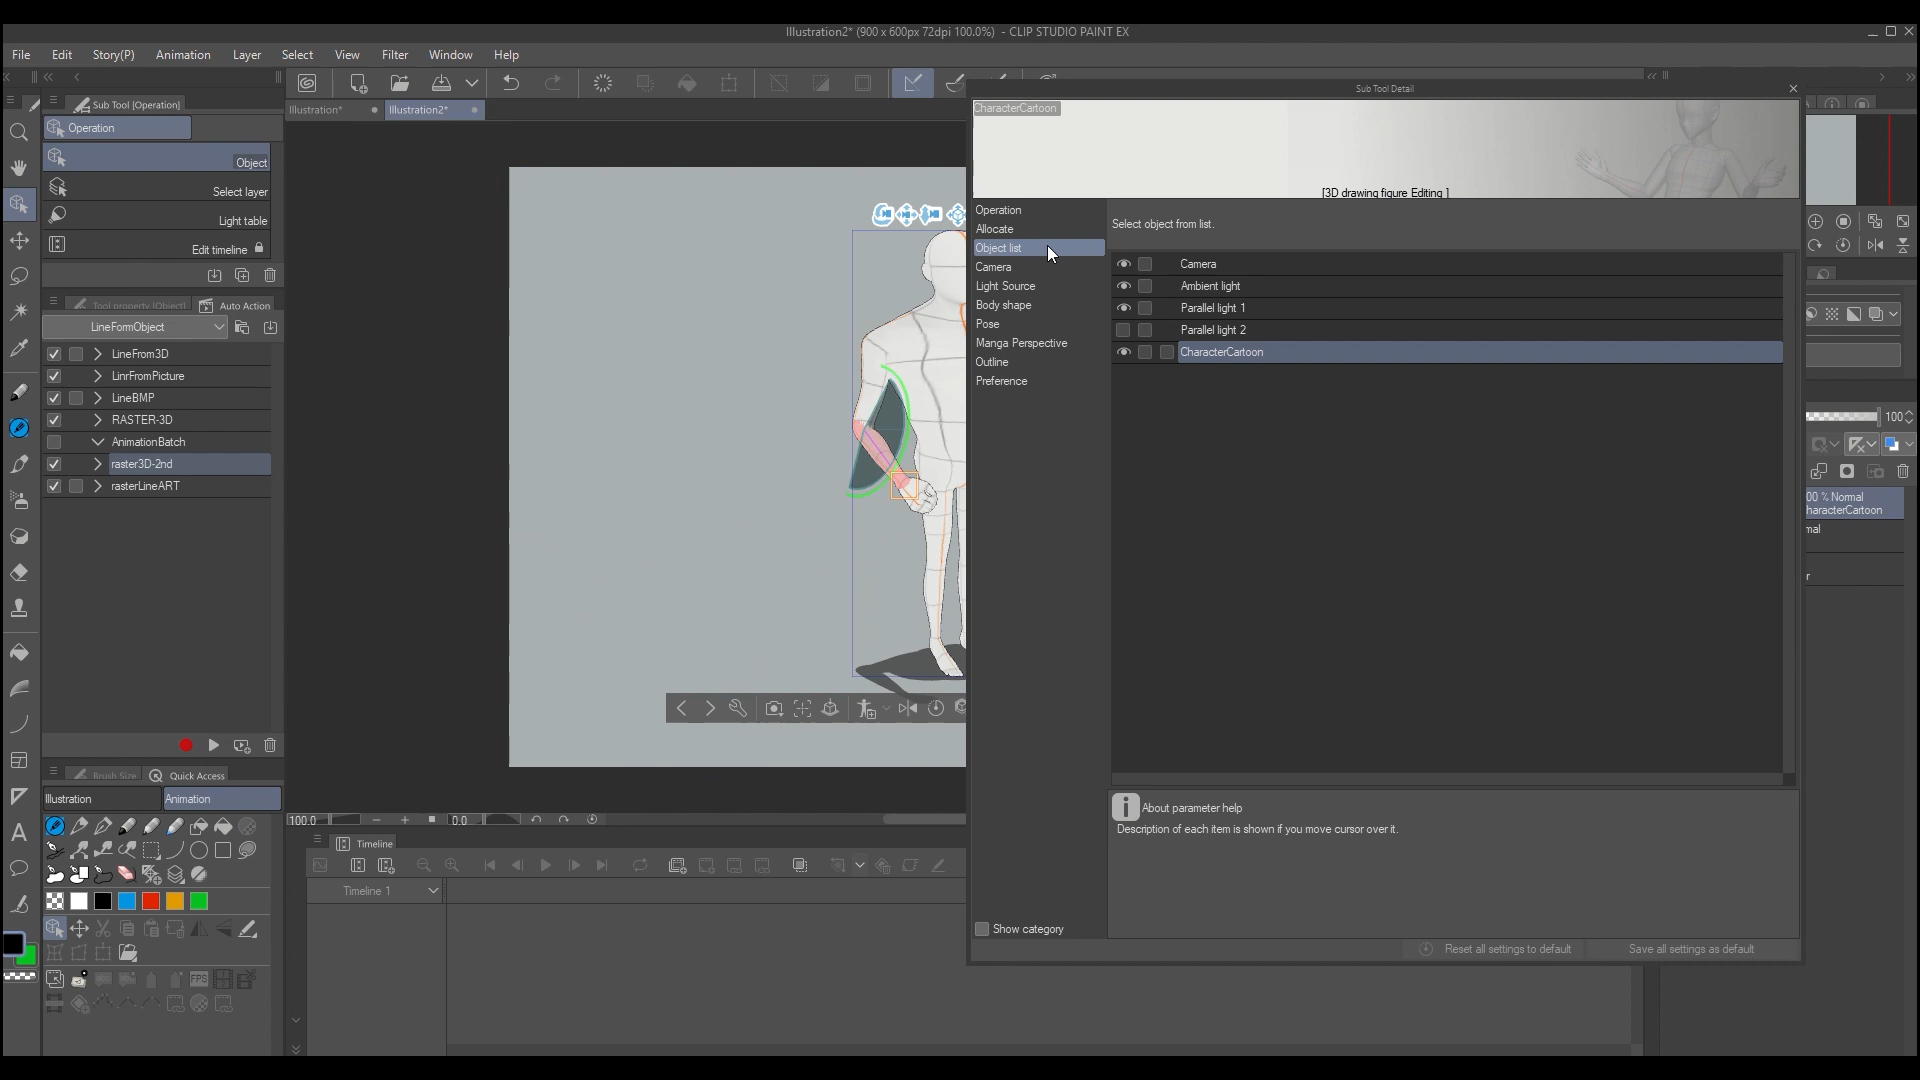 Illustration2* (900 x 600px 72dpi 100.0%) - CLIP STUDIO PAINT EX
File Edit Story(P) Animation Layer Select View Filter Window Help
Sub Tool [Operation]
Operation
Object
Select layer
Light table
Edit timeline
Tool property [Object] Auto Action
LineFormObject
LineFrom3D
LinrFromPicture
LineBMP
RASTER-3D
AnimationBatch
raster3D-2nd
rasterLineART
Brush Size Quick Access
Illustration Animation
A
FPS
Illustration* Illustration2*
100.0 0.0
Timeline
Timeline 1
Sub Tool Detail
CharacterCartoon
[3D drawing figure Editing ]
Operation
Allocate
Object list
Camera
Light Source
Body shape
Pose
Manga Perspective
Outline
Preference
Show category
Select object from list.
Camera
Ambient light
Parallel light 1
Parallel light 2
CharacterCartoon
i About parameter help
Description of each item is shown if you move cursor over it.
Reset all settings to default Save all settings as default
100
00 % Normal
haracterCartoon
mal
r